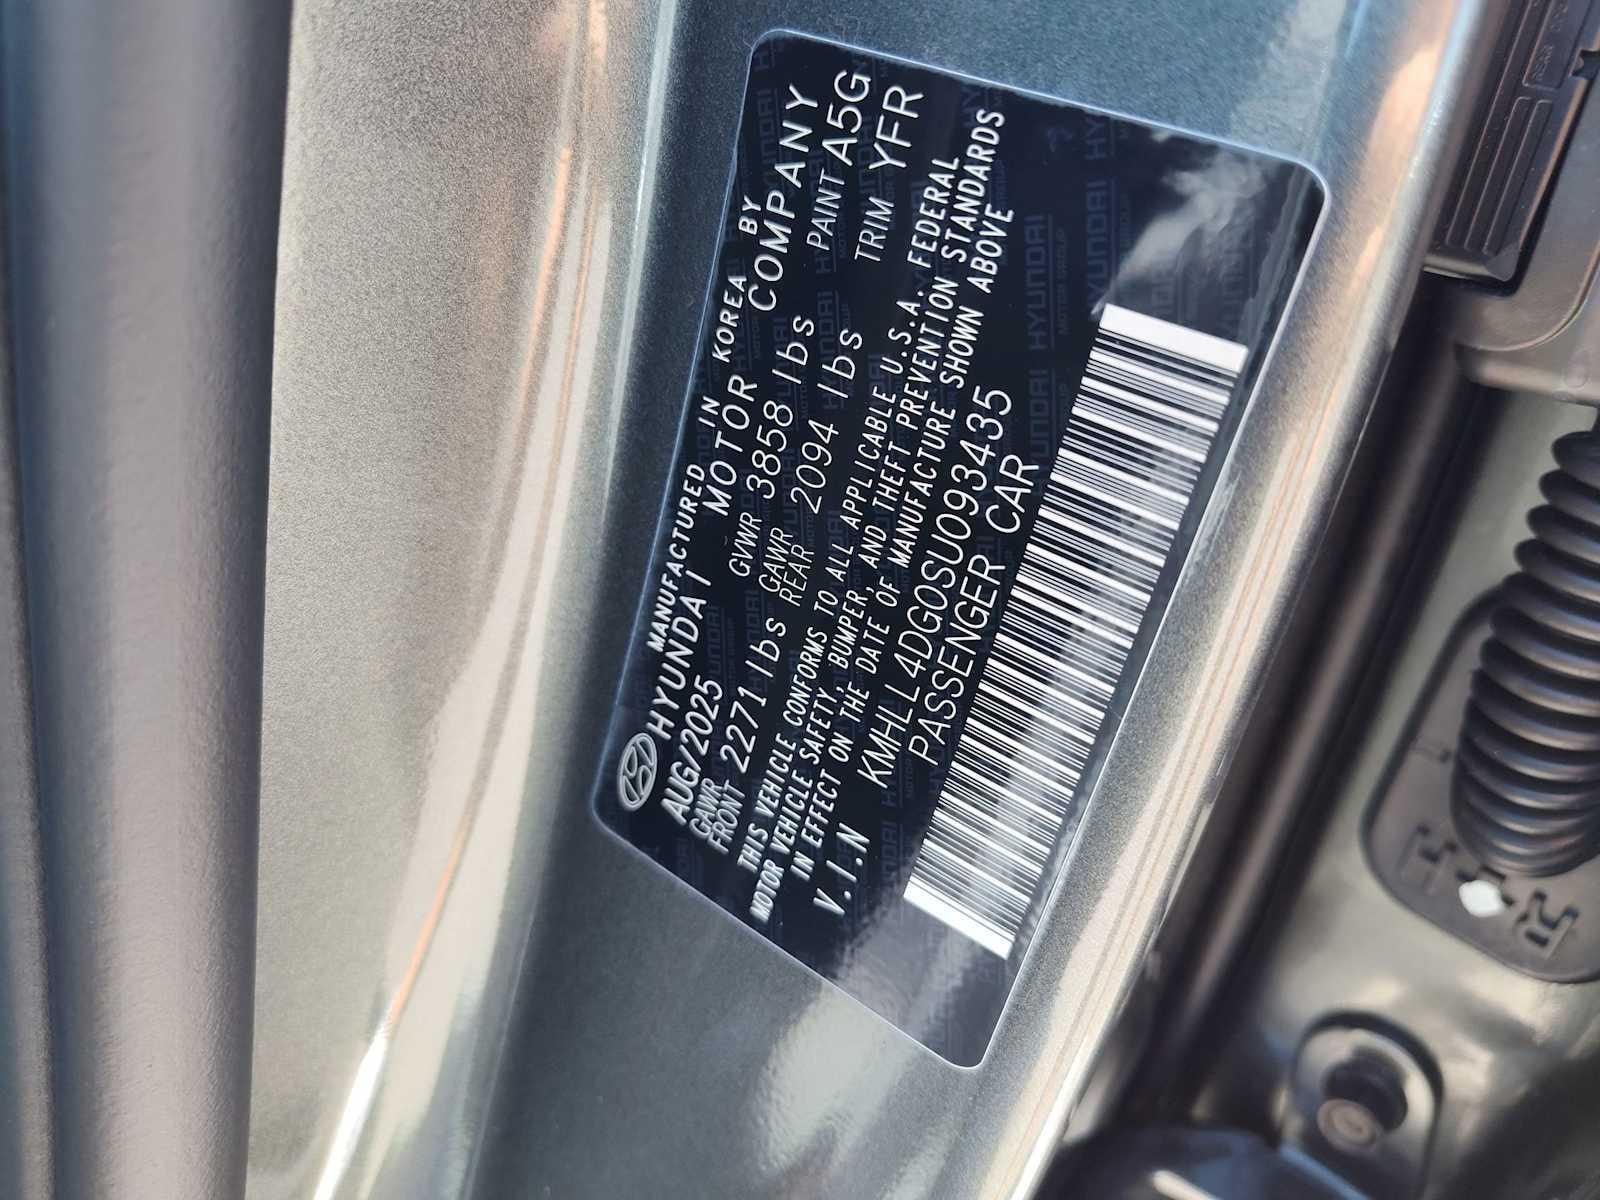 MANUFACTURED IN KOREA BY
HYUNDAI MOTOR COMPANY
AUG/2025 GVWR 3858 lbs PAINT A5G
GAWR FRONT 2271 lbs GAWR REAR 2094 lbs TRIM YFR
THIS VEHICLE CONFORMS TO ALL APPLICABLE U.S.A. FEDERAL
MOTOR VEHICLE SAFETY, BUMPER, AND THEFT PREVENTION STANDARDS
IN EFFECT ON THE DATE OF MANUFACTURE SHOWN ABOVE
V.I.N KMHLL4DG0SU093435
PASSENGER CAR